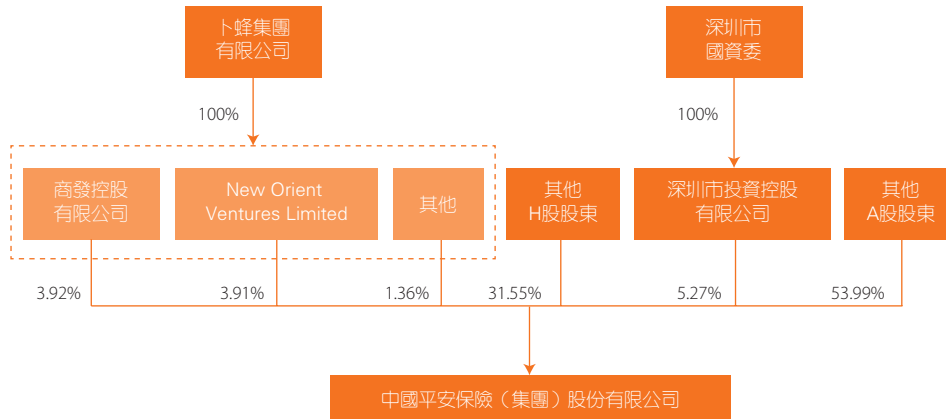 卜蜂集團
有限公司
深圳市
國資委
100%
100%
商發控股
有限公司
New Orient
Ventures Limited
其他
其他
H股股東
深圳市投資控股
有限公司
其他
A股股東
3.92%
3.91%
1.36%
31.55%
5.27%
53.99%
中國平安保險（集團）股份有限公司